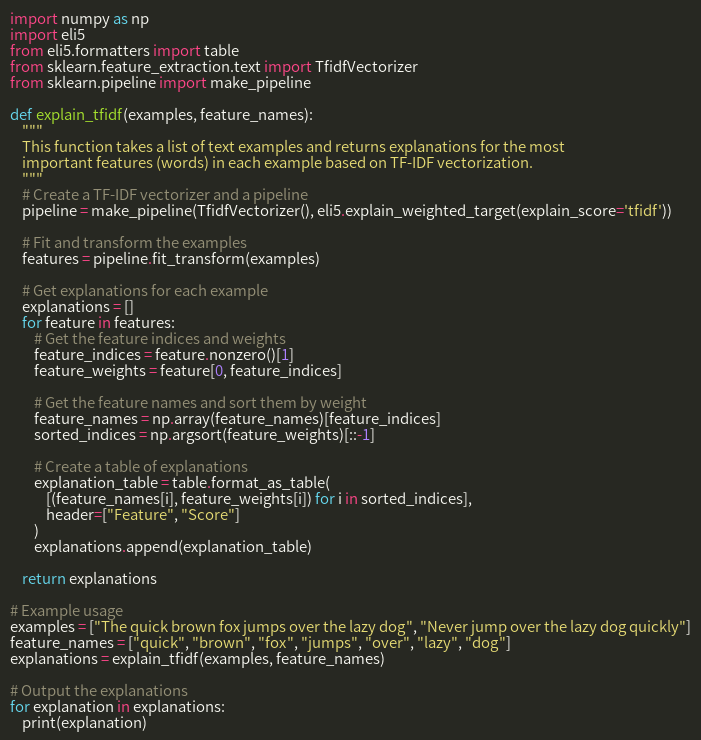 import numpy as np
import eli5
from eli5.formatters import table
from sklearn.feature_extraction.text import TfidfVectorizer
from sklearn.pipeline import make_pipeline

def explain_tfidf(examples, feature_names):
    """
    This function takes a list of text examples and returns explanations for the most
    important features (words) in each example based on TF-IDF vectorization.
    """
    # Create a TF-IDF vectorizer and a pipeline
    pipeline = make_pipeline(TfidfVectorizer(), eli5.explain_weighted_target(explain_score='tfidf'))

    # Fit and transform the examples
    features = pipeline.fit_transform(examples)

    # Get explanations for each example
    explanations = []
    for feature in features:
        # Get the feature indices and weights
        feature_indices = feature.nonzero()[1]
        feature_weights = feature[0, feature_indices]

        # Get the feature names and sort them by weight
        feature_names = np.array(feature_names)[feature_indices]
        sorted_indices = np.argsort(feature_weights)[::-1]

        # Create a table of explanations
        explanation_table = table.format_as_table(
            [(feature_names[i], feature_weights[i]) for i in sorted_indices],
            header=["Feature", "Score"]
        )
        explanations.append(explanation_table)

    return explanations

# Example usage
examples = ["The quick brown fox jumps over the lazy dog", "Never jump over the lazy dog quickly"]
feature_names = ["quick", "brown", "fox", "jumps", "over", "lazy", "dog"]
explanations = explain_tfidf(examples, feature_names)

# Output the explanations
for explanation in explanations:
    print(explanation)